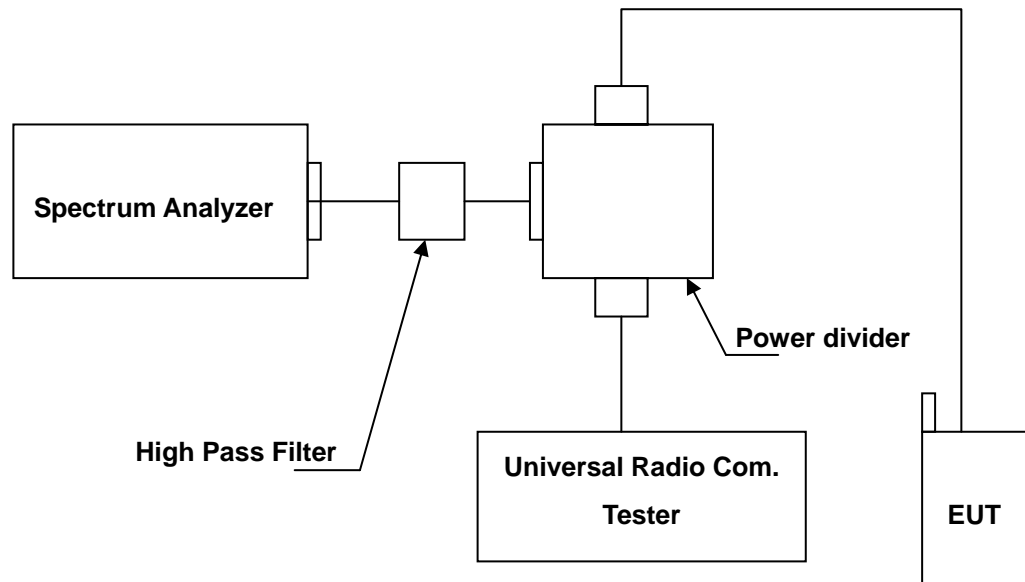 Spectrum Analyzer
Power divider
High Pass Filter
Universal Radio Com.
Tester
EUT